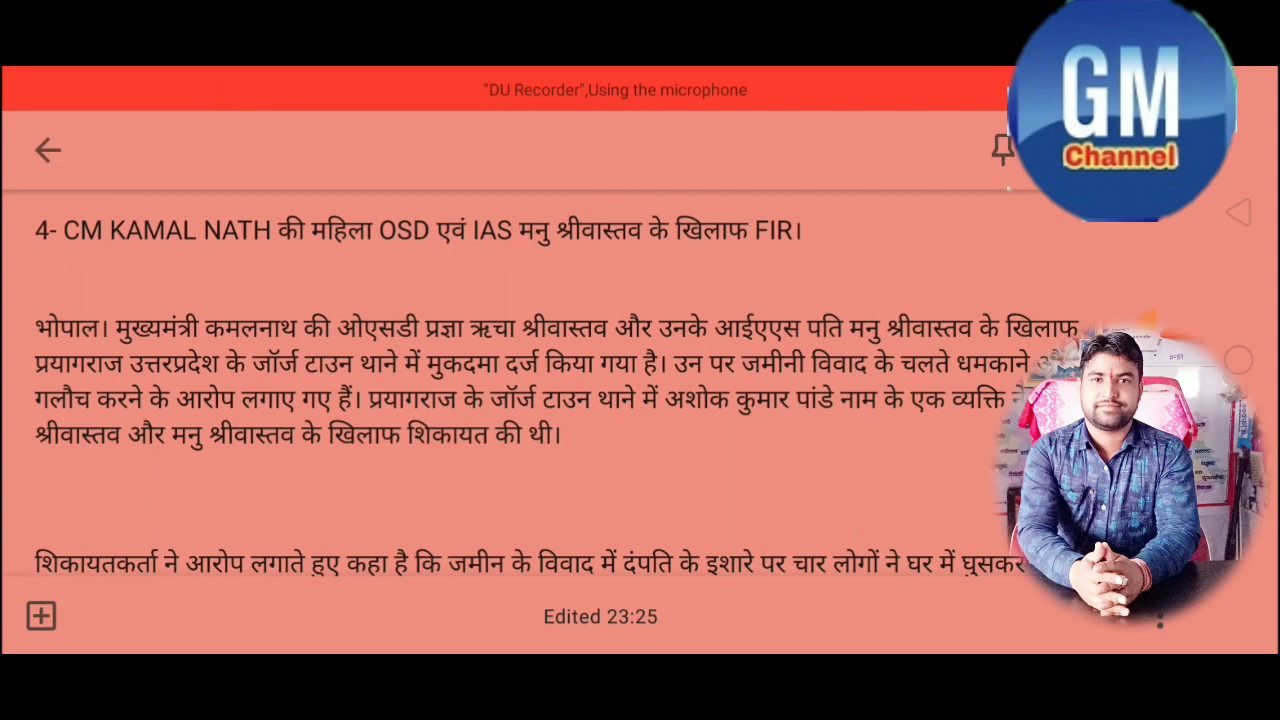 "DU Recorder",Using the microphone
GM
Channel
4- CM KAMAL NATH की महिला OSD एवं IAS मनु श्रीवास्तव के खिलाफ FIR।
भोपाल। मुख्यमंत्री कमलनाथ की ओएसडी प्रज्ञा ऋचा श्रीवास्तव और उनके आईएएस पति मनु श्रीवास्तव के खिलाफ
प्रयागराज उत्तरप्रदेश के जॉर्ज टाउन थाने में मुकदमा दर्ज किया गया है। उन पर जमीनी विवाद के चलते धमकाने
गलौच करने के आरोप लगाए गए हैं। प्रयागराज के जॉर्ज टाउन थाने में अशोक कुमार पांडे नाम के एक व्यक्ति
श्रीवास्तव और मनु श्रीवास्तव के खिलाफ शिकायत की थी।
शिकायतकर्ता ने आरोप लगाते हुए कहा है कि जमीन के विवाद में दंपति के इशारे पर चार लोगों ने घर में घुसकर
Edited 23:25